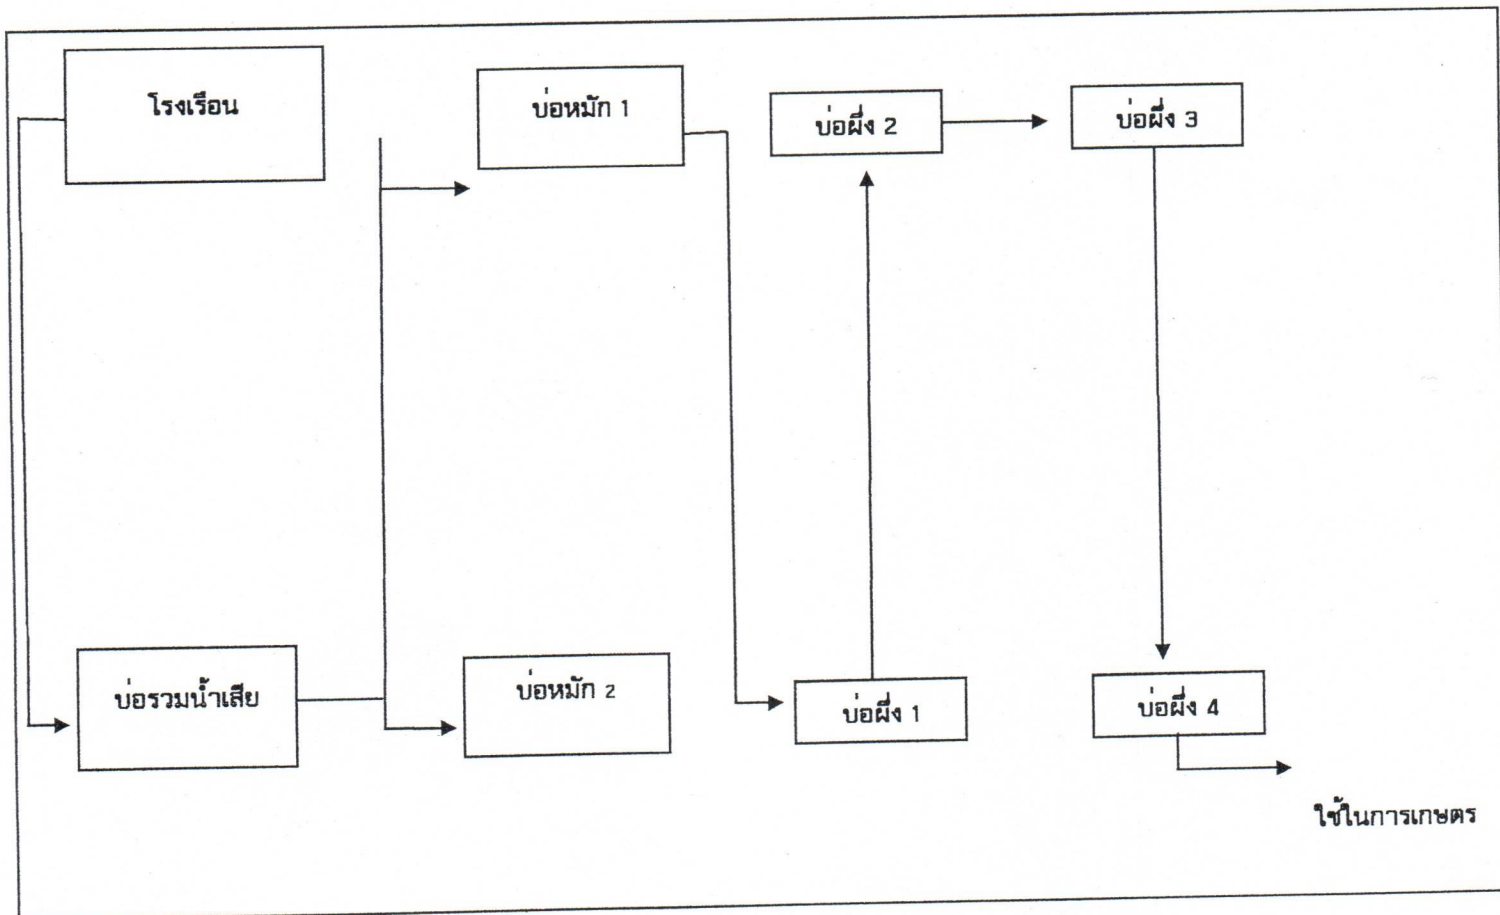 โรงเรือน
บ่อหมัก 1
บ่อผึ่ง 2
บ่อผึ่ง 3
บ่อรวมน้ำเสีย
บ่อหมัก 2
บ่อผึ่ง 1
บ่อผึ่ง 4
ใช้ในการเกษตร